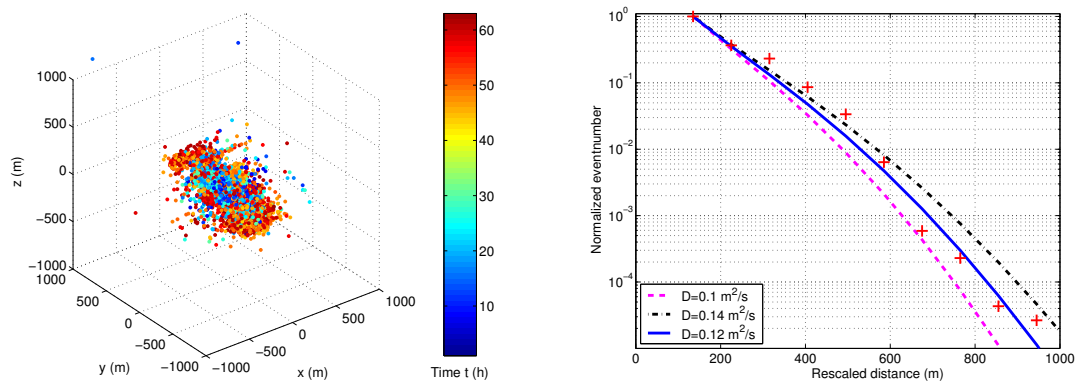 1000
500
0
−500
−1000
z (m)
1000
500
0
−500
−1000
y (m)
−1000
−500
0
500
1000
x (m)
60
50
40
30
20
10
Time t (h)
10^0
10^-1
10^-2
10^-3
10^-4
Normalized eventnumber
D=0.1 m^2/s
D=0.14 m^2/s
D=0.12 m^2/s
0 200 400 600 800 1000
Rescaled distance (m)